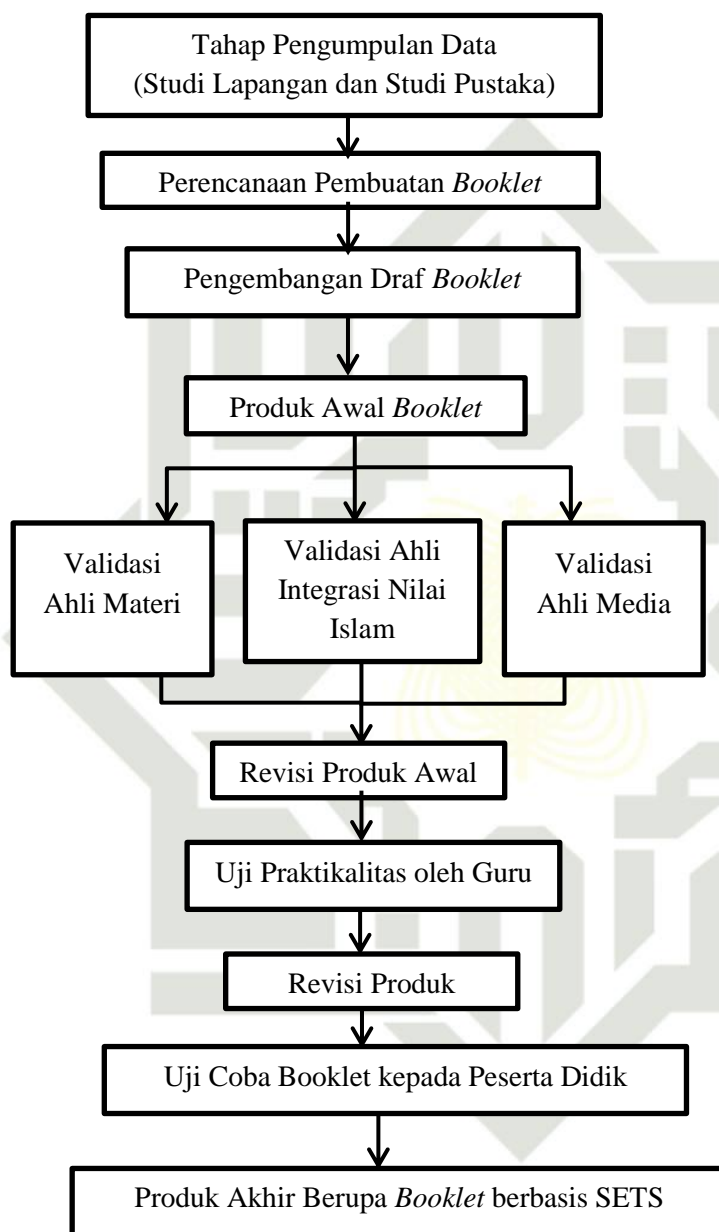 Tahap Pengumpulan Data
(Studi Lapangan dan Studi Pustaka)
Perencanaan Pembuatan Booklet
Pengembangan Draf Booklet
Produk Awal Booklet
Validasi
Ahli Materi
Validasi Ahli
Integrasi Nilai
Islam
Validasi
Ahli Media
Revisi Produk Awal
Uji Praktikalitas oleh Guru
Revisi Produk
Uji Coba Booklet kepada Peserta Didik
Produk Akhir Berupa Booklet berbasis SETS